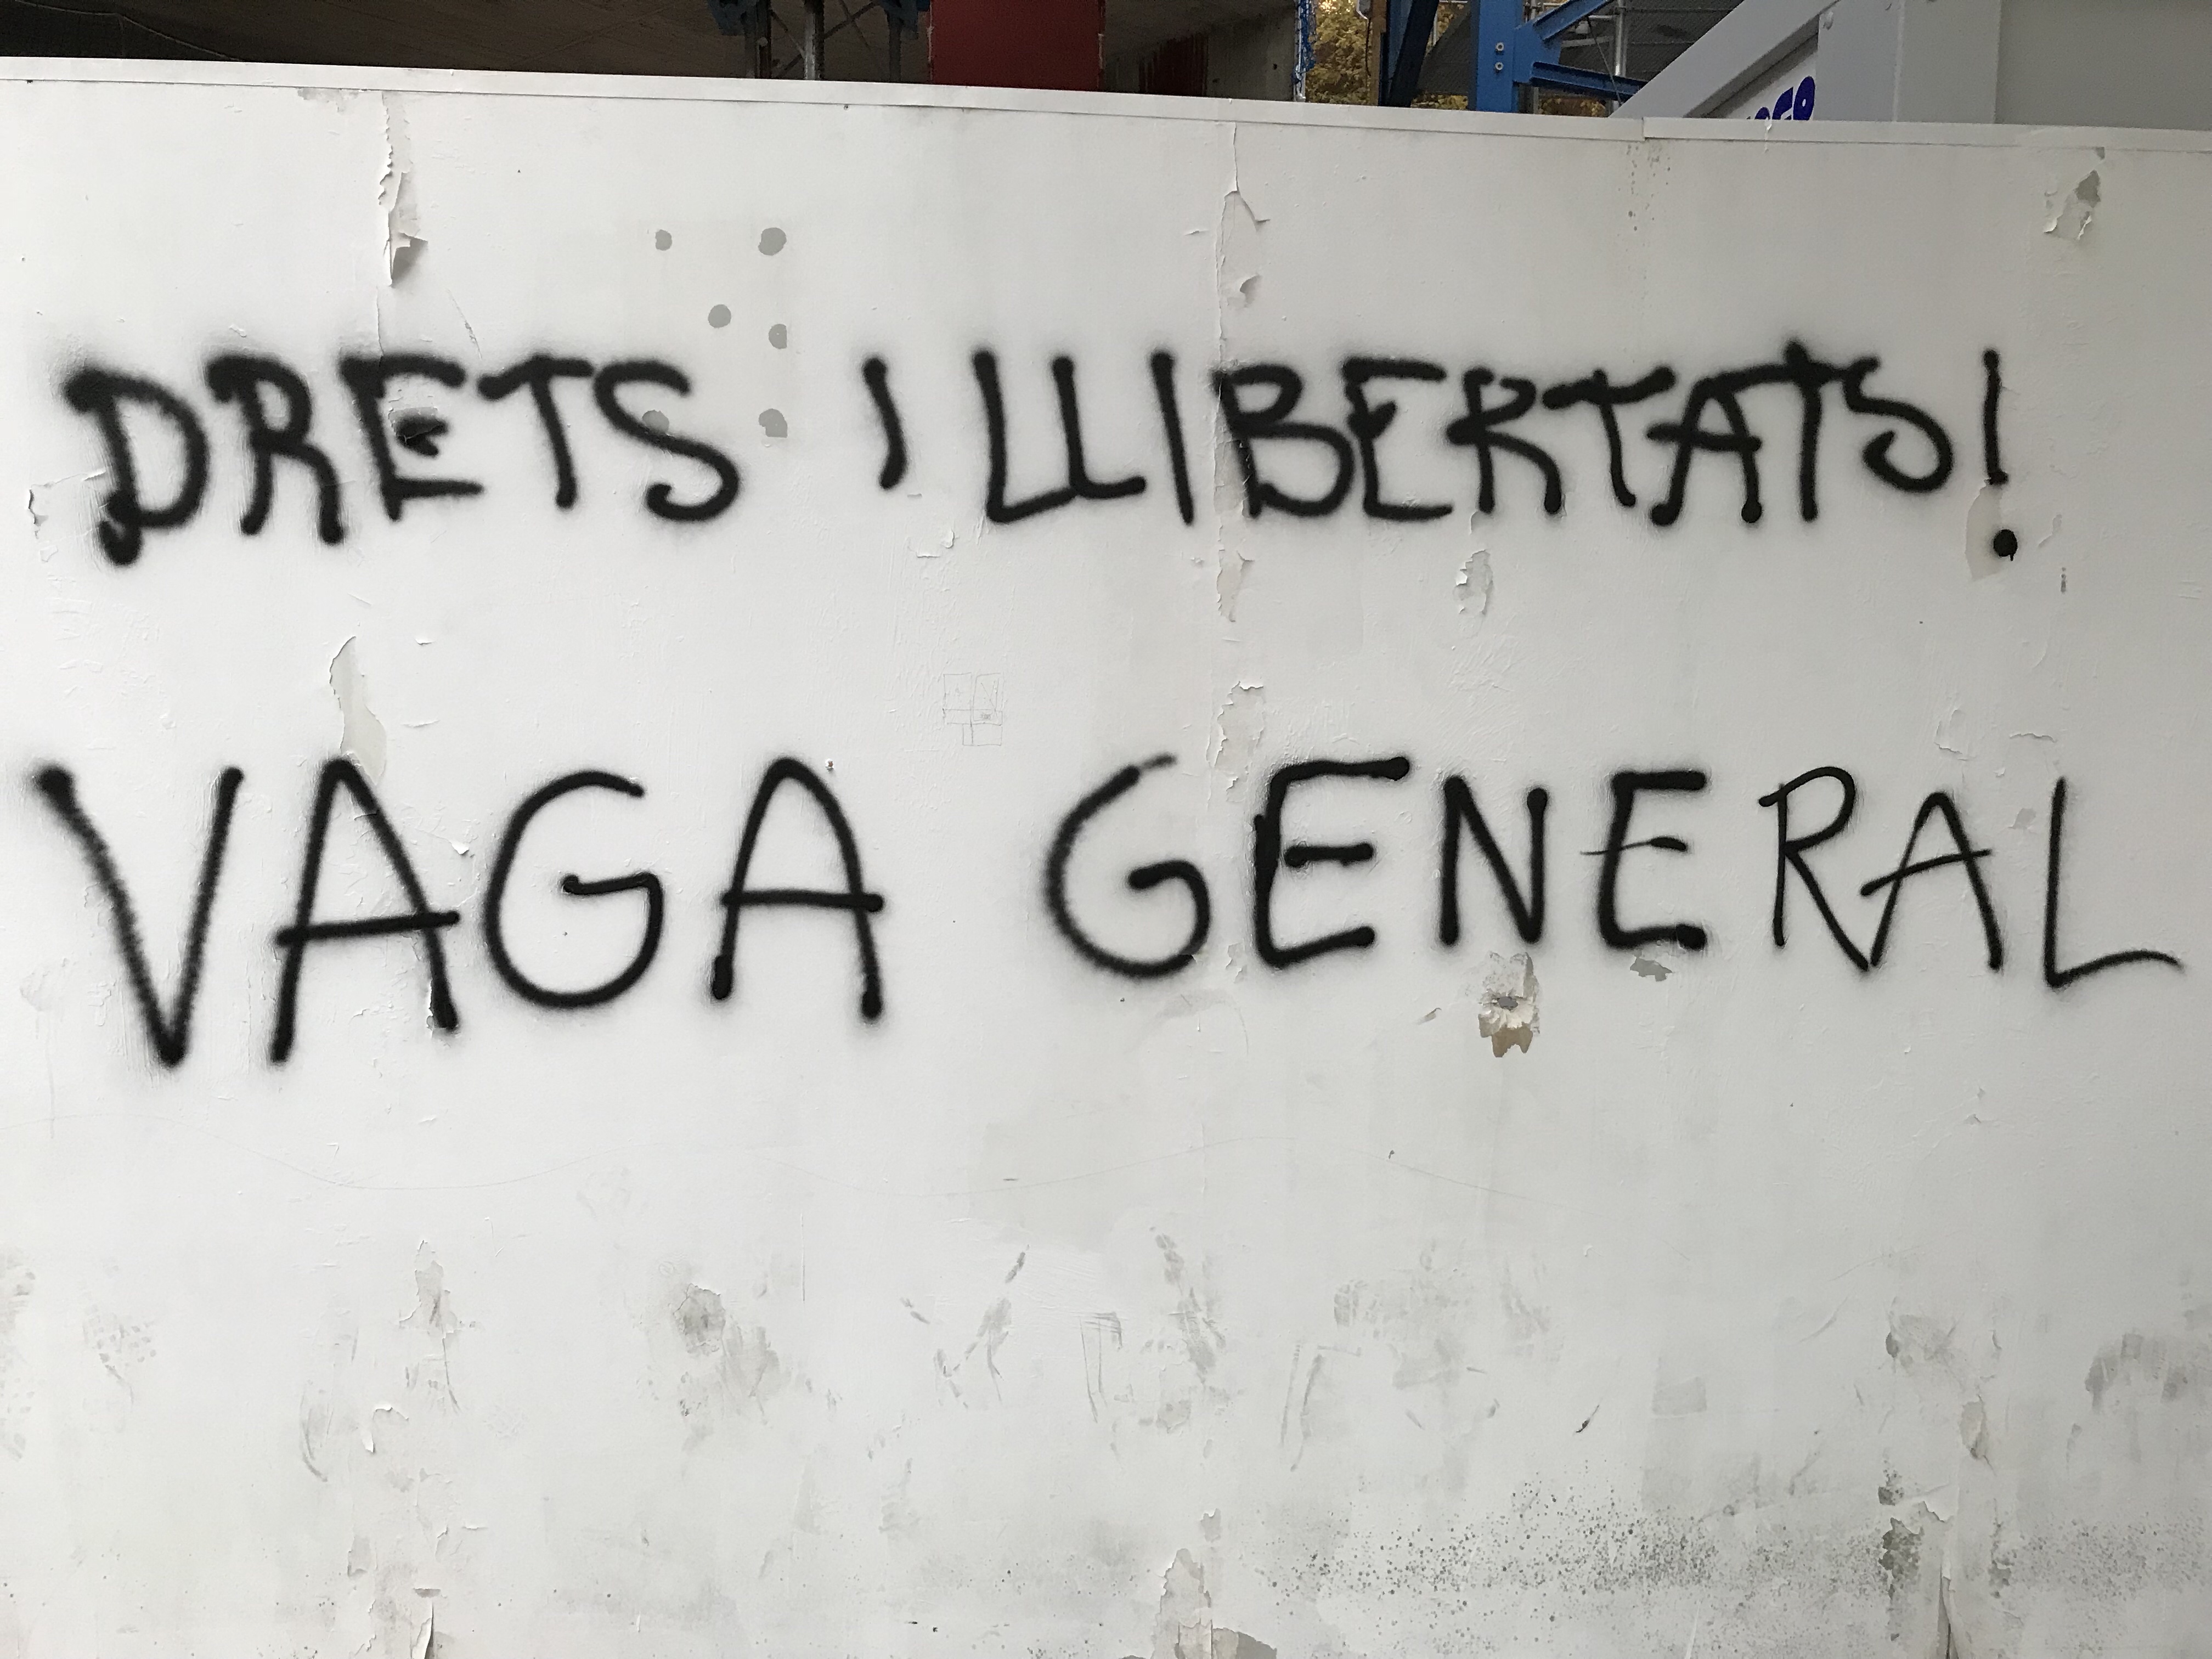 DRETS I LLIBERTATS!
VAGA GENERAL